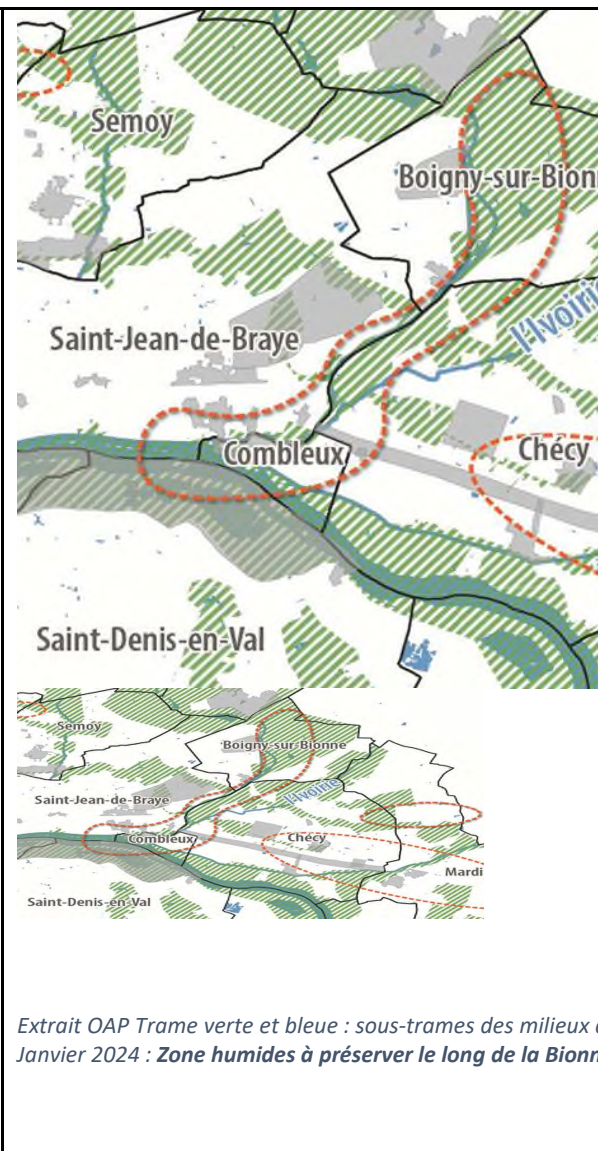 Semoy
Boigny-sur-Bionn
l'Ivoirie
Saint-Jean-de-Braye
Combleux
Chécy
Saint-Denis-en-Val
Semoy
Boigny-sur-Bionne
l'Ivoirie
Saint-Jean-de-Braye
Combleux
Chécy
Mardi
Saint-Denis-en-Val
Extrait OAP Trame verte et bleue : sous-trames des milieux
Janvier 2024 : Zone humides à préserver le long de la Bionn